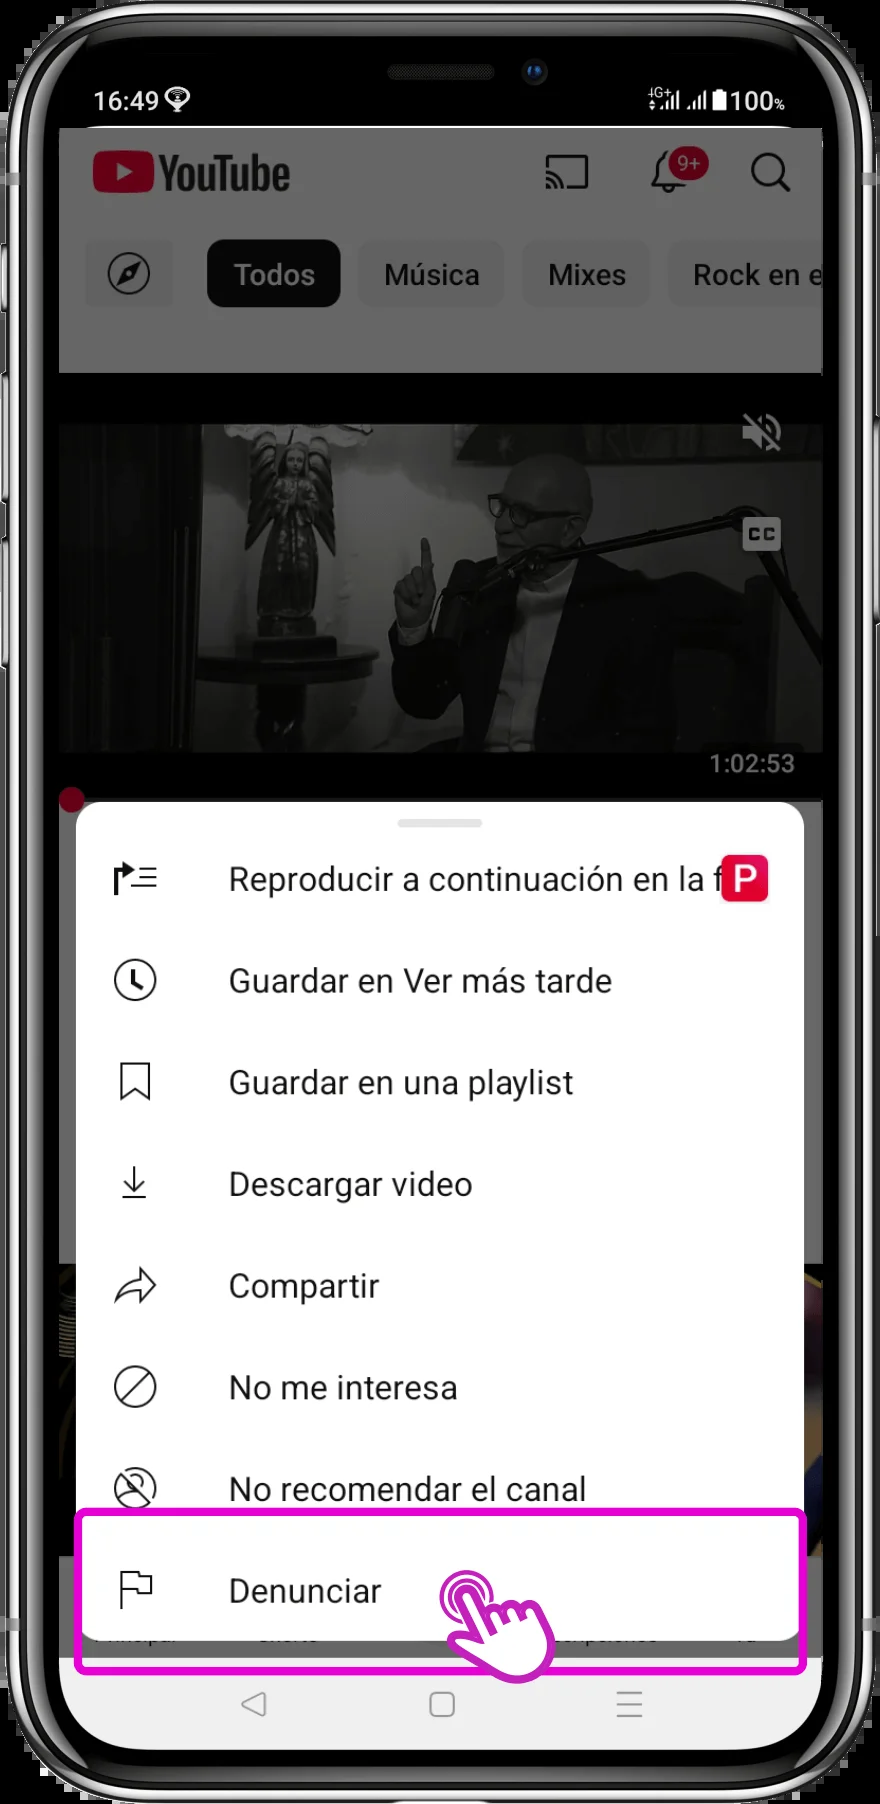 16:49
4G+ 100%
YouTube
9+
Todos Música Mixes Rock en e
CC
1:02:53
Reproducir a continuación en la f P
Guardar en Ver más tarde
Guardar en una playlist
Descargar video
Compartir
No me interesa
No recomendar el canal
Denunciar